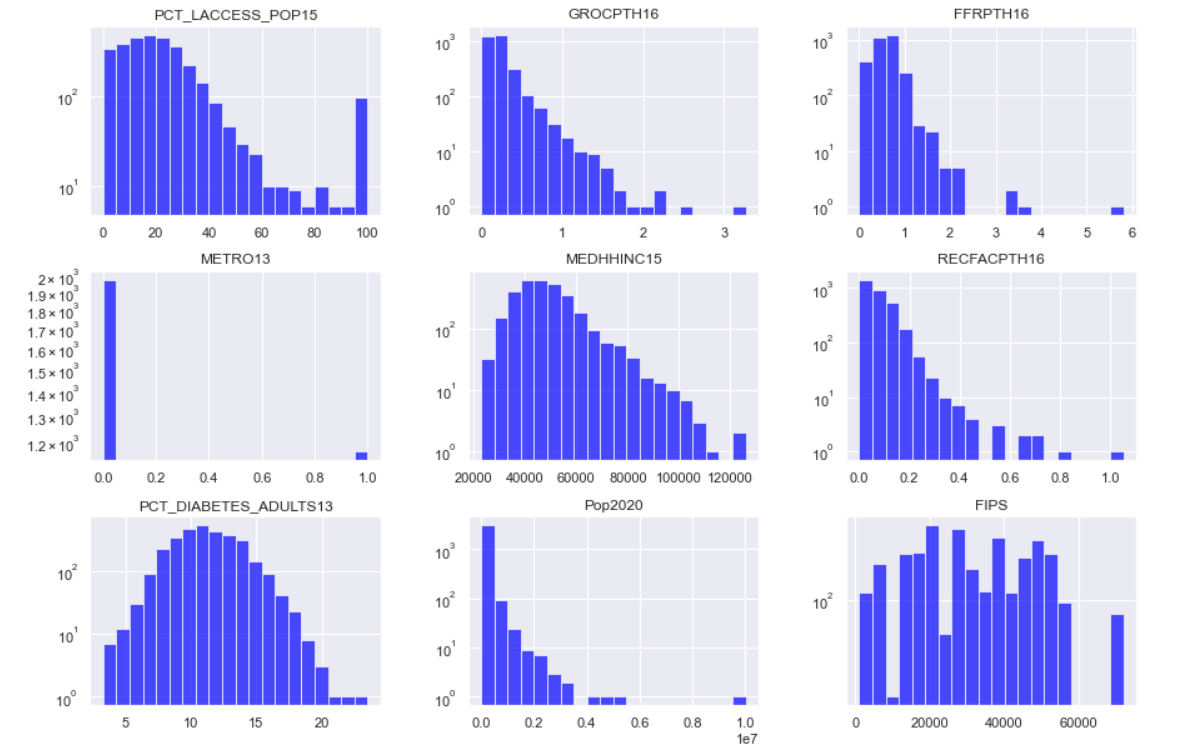 PCT_LACCESS_POP15 GROCPTH16 FFRPTH16
10² 10¹
0 20 40 60 80 100
10³ 10² 10¹ 10⁰
0 1 2 3
10³ 10² 10¹ 10⁰
0 1 2 3 4 5 6
METRO13 MEDHHINC15 RECFACPTH16
2 × 10³
1.9 × 10³
1.8 × 10³
1.7 × 10³
1.6 × 10³
1.5 × 10³
1.4 × 10³
1.3 × 10³
1.2 × 10³
0.0 0.2 0.4 0.6 0.8 1.0
10² 10¹ 10⁰
20000 40000 60000 80000 100000 120000
10³ 10² 10¹ 10⁰
0.0 0.2 0.4 0.6 0.8 1.0
PCT_DIABETES_ADULTS13 Pop2020 FIPS
10² 10¹ 10⁰
5 10 15 20
10³ 10² 10¹ 10⁰
0.0 0.2 0.4 0.6 0.8 1.0
1e7
10²
0 20000 40000 60000